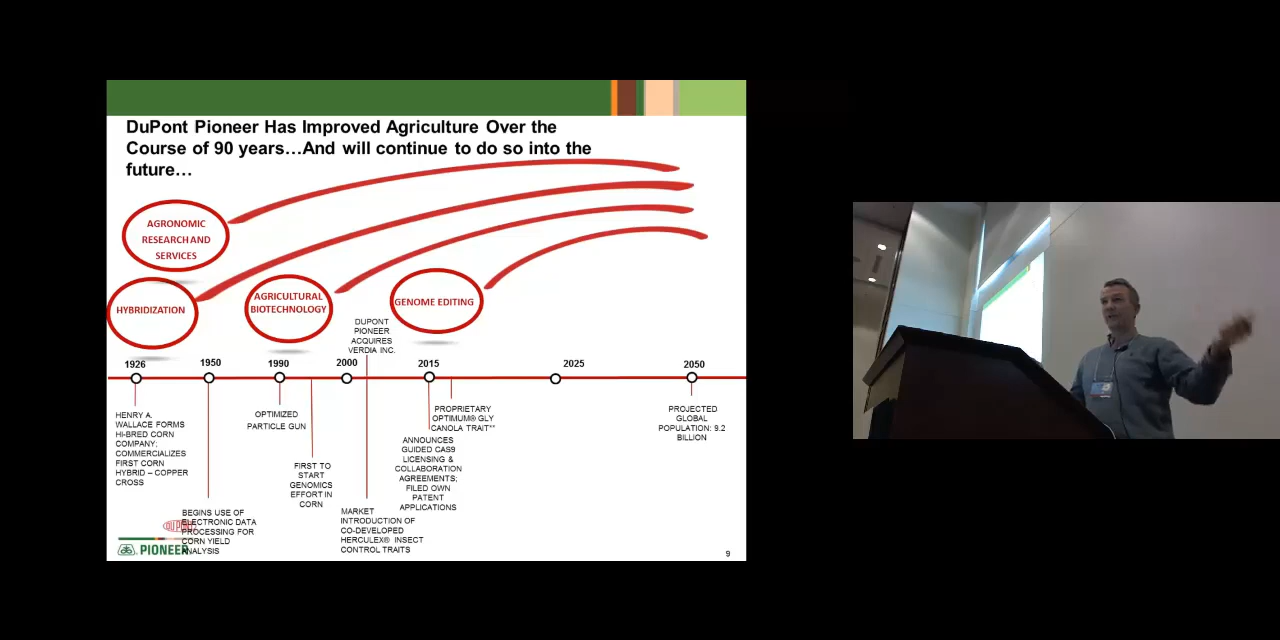 DuPont Pioneer Has Improved Agriculture Over the
Course of 90 years…And will continue to do so into the
future…
AGRONOMIC
RESEARCH AND
SERVICES
HYBRIDIZATION
AGRICULTURAL
BIOTECHNOLOGY
GENOME EDITING
DUPONT
PIONEER
ACQUIRES
VERDIA INC.
1926
1950
1990
2000
2015
2025
2050
HENRY A.
WALLACE FORMS
HI-BRED CORN
COMPANY;
COMMERCIALIZES
FIRST CORN
HYBRID – COPPER
CROSS
BEGINS USE OF
ELECTRONIC DATA
PROCESSING FOR
CORN YIELD
ANALYSIS
OPTIMIZED
PARTICLE GUN
FIRST TO
START
GENOMICS
EFFORT IN
CORN
MARKET
INTRODUCTION OF
CO-DEVELOPED
HERCULEX® INSECT
CONTROL TRAITS
PROPRIETARY
OPTIMUM® GLY
CANOLA TRAIT**
ANNOUNCES
GUIDED CAS9
LICENSING &
COLLABORATION
AGREEMENTS;
FILED OWN
PATENT
APPLICATIONS
PROJECTED
GLOBAL
POPULATION: 9.2
BILLION
PIONEER
9